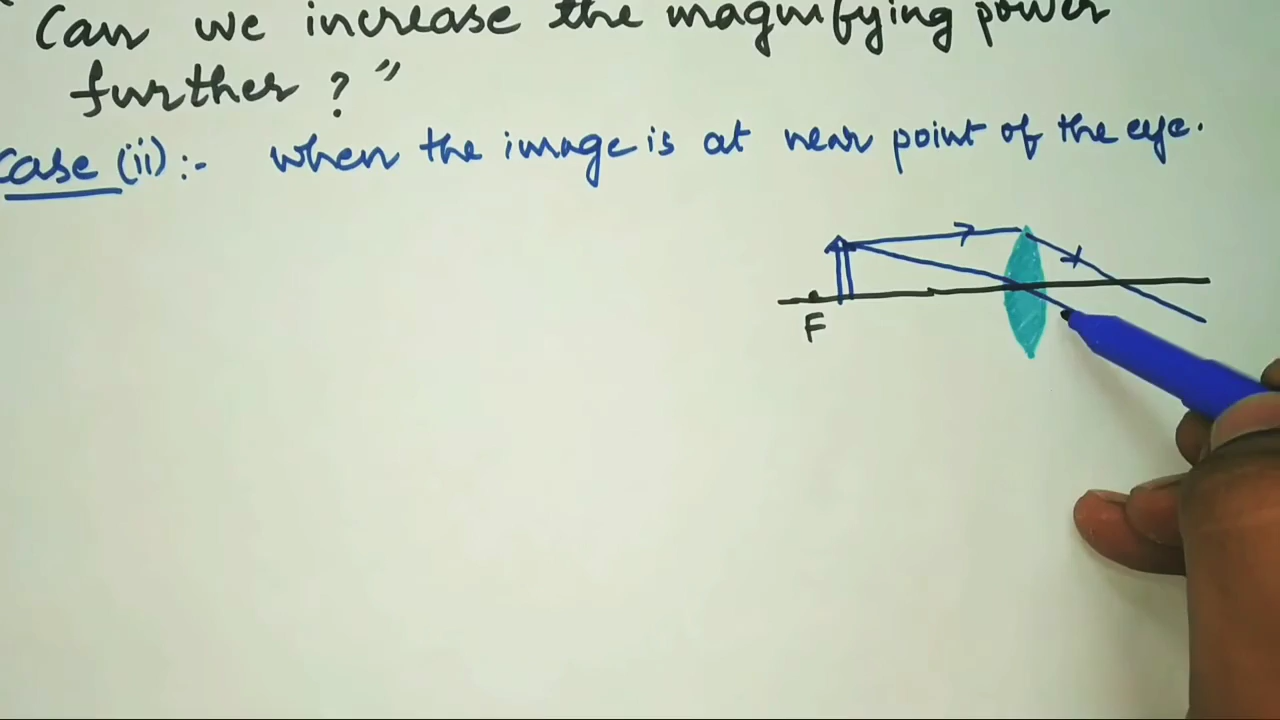 Can we increase the magnifying power
further ? ”
Case (ii) :- when the image is at near point of the eye.
F